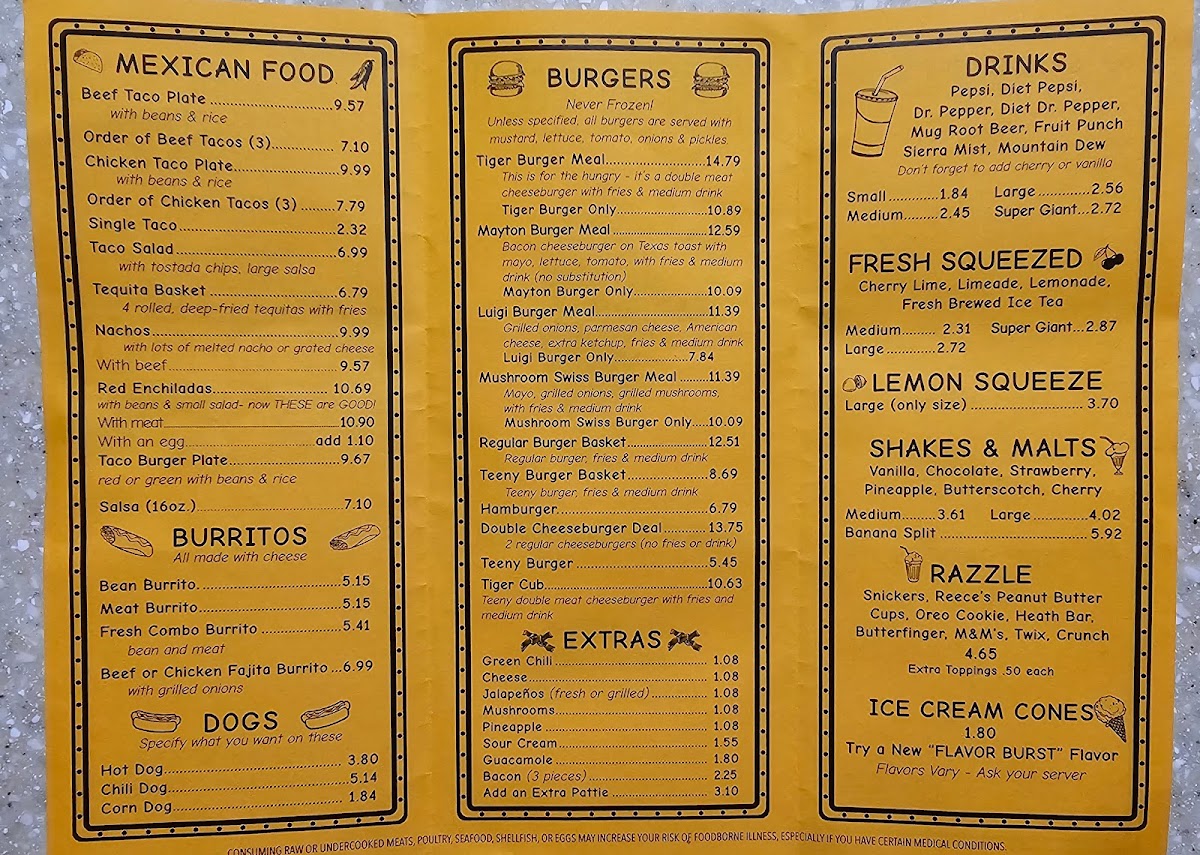 MEXICAN FOOD
Beef Taco Plate ........ 9.57
with beans & rice
Order of Beef Tacos (3) ........ 7.10
Chicken Taco Plate ........ 9.99
with beans & rice
Order of Chicken Tacos (3) ........ 7.79
Single Taco ........ 2.32
Taco Salad ........ 6.99
with tostada chips, large salsa
Tequita Basket ........ 6.79
4 rolled, deep-fried tequitas with fries
Nachos ........ 9.99
with lots of melted nacho or grated cheese
With beef ........ 9.57
Red Enchiladas ........ 10.69
with beans & small salad- now THESE are GOOD!
With meat ........ 10.90
With an egg ........ add 1.10
Taco Burger Plate ........ 9.67
red or green with beans & rice
Salsa (16oz.) ........ 7.10
BURRITOS
All made with cheese
Bean Burrito ........ 5.15
Meat Burrito ........ 5.15
Fresh Combo Burrito ........ 5.41
bean and meat
Beef or Chicken Fajita Burrito ... 6.99
with grilled onions
DOGS
Specify what you want on these
Hot Dog ........ 3.80
Chili Dog ........ 5.14
Corn Dog ........ 1.84
BURGERS
Never Frozen!
Unless specified, all burgers are served with
mustard, lettuce, tomato, onions & pickles.
Tiger Burger Meal ........ 14.79
This is for the hungry - it's a double meat
cheeseburger with fries & medium drink
Tiger Burger Only ........ 10.89
Mayton Burger Meal ........ 12.59
Bacon cheeseburger on Texas toast with
mayo, lettuce, tomato, with fries & medium
drink (no substitution)
Mayton Burger Only ........ 10.09
Luigi Burger Meal ........ 11.39
Grilled onions, parmesan cheese, American
cheese, extra ketchup, fries & medium drink
Luigi Burger Only ........ 7.84
Mushroom Swiss Burger Meal ........ 11.39
Mayo, grilled onions, grilled mushrooms,
with fries & medium drink
Mushroom Swiss Burger Only ..... 10.09
Regular Burger Basket ........ 12.51
Regular burger, fries & medium drink
Teeny Burger Basket ........ 8.69
Teeny burger, fries & medium drink
Hamburger ........ 6.79
Double Cheeseburger Deal ........ 13.75
2 regular cheeseburgers (no fries or drink)
Teeny Burger ........ 5.45
Tiger Cub ........ 10.63
Teeny double meat cheeseburger with fries and
medium drink
EXTRAS
Green Chili ........ 1.08
Cheese ........ 1.08
Jalapeños (fresh or grilled) ........ 1.08
Mushrooms ........ 1.08
Pineapple ........ 1.08
Sour Cream ........ 1.55
Guacamole ........ 1.80
Bacon (3 pieces) ........ 2.25
Add an Extra Pattie ........ 3.10
DRINKS
Pepsi, Diet Pepsi,
Dr. Pepper, Diet Dr. Pepper,
Mug Root Beer, Fruit Punch
Sierra Mist, Mountain Dew
Don't forget to add cherry or vanilla
Small ........ 1.84 Large ........ 2.56
Medium ........ 2.45 Super Giant ... 2.72
FRESH SQUEEZED
Cherry Lime, Limeade, Lemonade,
Fresh Brewed Ice Tea
Medium ........ 2.31 Super Giant ... 2.87
Large ........ 2.72
LEMON SQUEEZE
Large (only size) ........ 3.70
SHAKES & MALTS
Vanilla, Chocolate, Strawberry,
Pineapple, Butterscotch, Cherry
Medium ........ 3.61 Large ........ 4.02
Banana Split ........ 5.92
RAZZLE
Snickers, Reece's Peanut Butter
Cups, Oreo Cookie, Heath Bar,
Butterfinger, M&M's, Twix, Crunch
4.65
Extra Toppings .50 each
ICE CREAM CONES
1.80
Try a New "FLAVOR BURST" Flavor
Flavors Vary - Ask your server
CONSUMING RAW OR UNDERCOOKED MEATS, POULTRY, SEAFOOD, SHELLFISH, OR EGGS MAY INCREASE YOUR RISK OF FOODBORNE ILLNESS, ESPECIALLY IF YOU HAVE CERTAIN MEDICAL CONDITIONS.